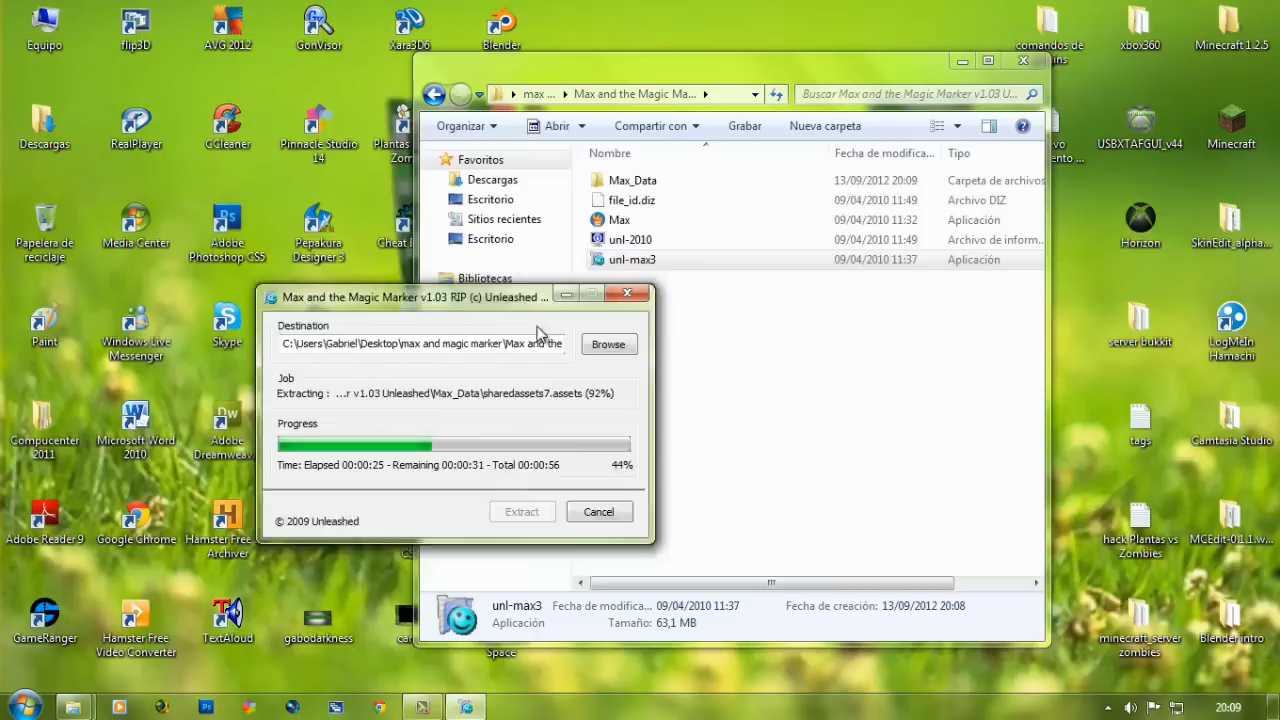 Equipo
flip3D
AVG 2012
GonVisor
Xara3D6
Blender
comandos de
ins
xbox360
Minecraft 1.2.5
max ...
Max and the Magic Ma...
Buscar Max and the Magic Marker v1.03 U...
Organizar
Abrir
Compartir con
Grabar
Nueva carpeta
Descargas
RealPlayer
CCleaner
Pinnacle Studio
14
Plantas
Zom
USBXTAFGUI_v44
Minecraft
Favoritos
Descargas
Escritorio
Sitios recientes
Escritorio
Bibliotecas
Nombre
Fecha de modifica...
Tipo
Max_Data
13/09/2012 20:09
Carpeta de archivos
file_id.diz
09/04/2010 11:49
Archivo DIZ
Max
09/04/2010 11:32
Aplicación
unl-2010
09/04/2010 11:49
Archivo de inform...
unl-max3
09/04/2010 11:37
Aplicación
Papelera de
reciclaje
Media Center
Adobe
Photoshop CS5
Pepakura
Designer 3
Cheat
Horizon
SkinEdit_alpha...
Max and the Magic Marker v1.03 RIP (c) Unleashed ...
Destination
C:\Users\Gabriel\Desktop\max and magic marker\Max and the
Browse
Job
Extracting : ...r v1.03 Unleashed\Max_Data\sharedassets7.assets (92%)
Progress
Time: Elapsed 00:00:25 - Remaining 00:00:31 - Total 00:00:56
44%
Extract
Cancel
© 2009 Unleashed
Paint
Windows Live
Messenger
Skype
server bukkit
LogMeIn
Hamachi
Compucenter
2011
Microsoft Word
2010
Adobe
Dreamweav
tags
Camtasia Studio
Adobe Reader 9
Google Chrome
Hamster Free
Archiver
hack Plantas vs
Zombies
MCEdit-0.1.1.w...
unl-max3
Fecha de modifica... 09/04/2010 11:37
Fecha de creación: 13/09/2012 20:08
Aplicación
Tamaño: 63,1 MB
GameRanger
Hamster Free
Video Converter
TextAloud
gabodarkness
Space
minecraft_server
zombies
Blender intro
20:09